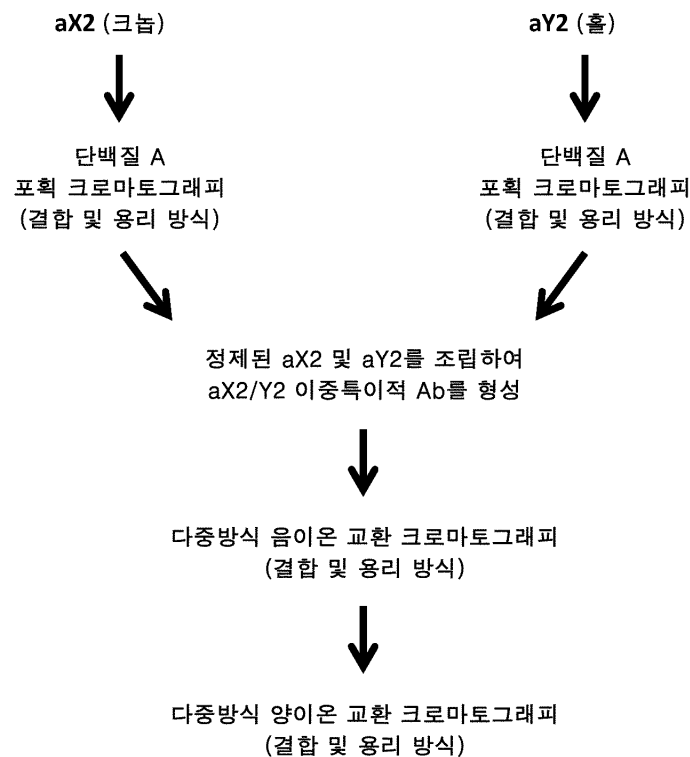 aX2 (크놉)
aY2 (홀)
단백질 A
포획 크로마토그래피
(결합 및 용리 방식)
단백질 A
포획 크로마토그래피
(결합 및 용리 방식)
정제된 aX2 및 aY2를 조립하여
aX2/Y2 이중특이적 Ab를 형성
다중방식 음이온 교환 크로마토그래피
(결합 및 용리 방식)
다중방식 양이온 교환 크로마토그래피
(결합 및 용리 방식)